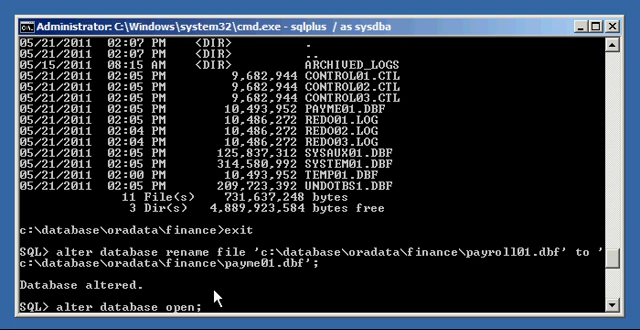 Administrator: C:\Windows\system32\cmd.exe - sqlplus / as sysdba
05/21/2011  02:07 PM    <DIR>          .
05/21/2011  02:07 PM    <DIR>          ..
05/15/2011  08:15 AM    <DIR>          ARCHIVED_LOGS
05/21/2011  02:05 PM         9,682,944 CONTROL01.CTL
05/21/2011  02:05 PM         9,682,944 CONTROL02.CTL
05/21/2011  02:05 PM         9,682,944 CONTROL03.CTL
05/21/2011  02:05 PM        10,493,952 PAYME01.DBF
05/21/2011  02:05 PM        10,486,272 REDO01.LOG
05/21/2011  02:04 PM        10,486,272 REDO02.LOG
05/21/2011  02:04 PM        10,486,272 REDO03.LOG
05/21/2011  02:05 PM       125,837,312 SYSAUX01.DBF
05/21/2011  02:05 PM       314,580,992 SYSTEM01.DBF
05/21/2011  02:00 PM        10,493,952 TEMP01.DBF
05/21/2011  02:05 PM       209,723,392 UNDOTBS1.DBF
11 File(s)    731,637,248 bytes
3 Dir(s)   4,889,923,584 bytes free
c:\database\oradata\finance>exit
SQL> alter database rename file 'c:\database\oradata\finance\payroll01.dbf' to '
c:\database\oradata\finance\payme01.dbf';
Database altered.
SQL> alter database open;